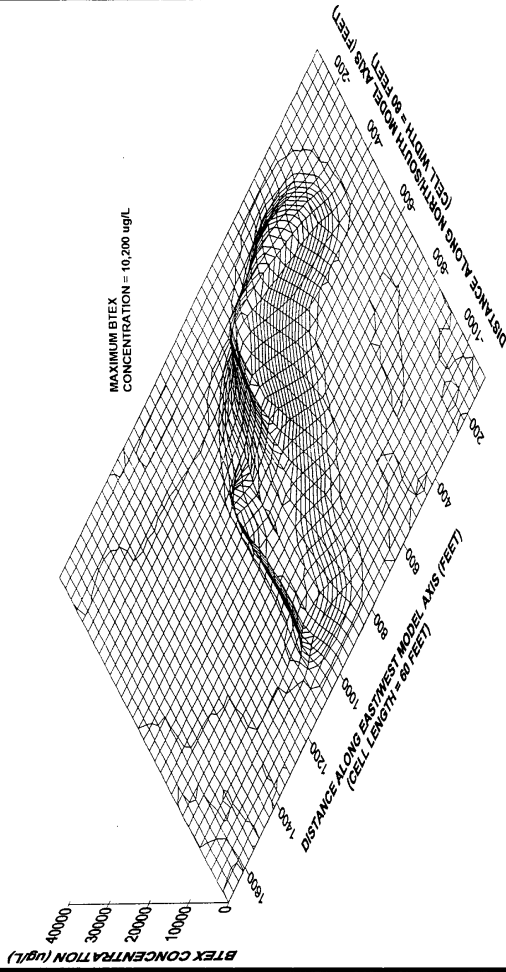 MAXIMUM BTEX
CONCENTRATION = 10,200 ug/L
BTEX CONCENTRATION (ug/L)
40000
30000
20000
10000
0
1600
1400
1200
1000
800
600
400
200
DISTANCE ALONG EAST/WEST MODEL AXIS (FEET)
(CELL LENGTH = 60 FEET)
-200
-400
-600
-800
-1000
DISTANCE ALONG NORTH/SOUTH MODEL AXIS (FEET)
(CELL WIDTH = 60 FEET)